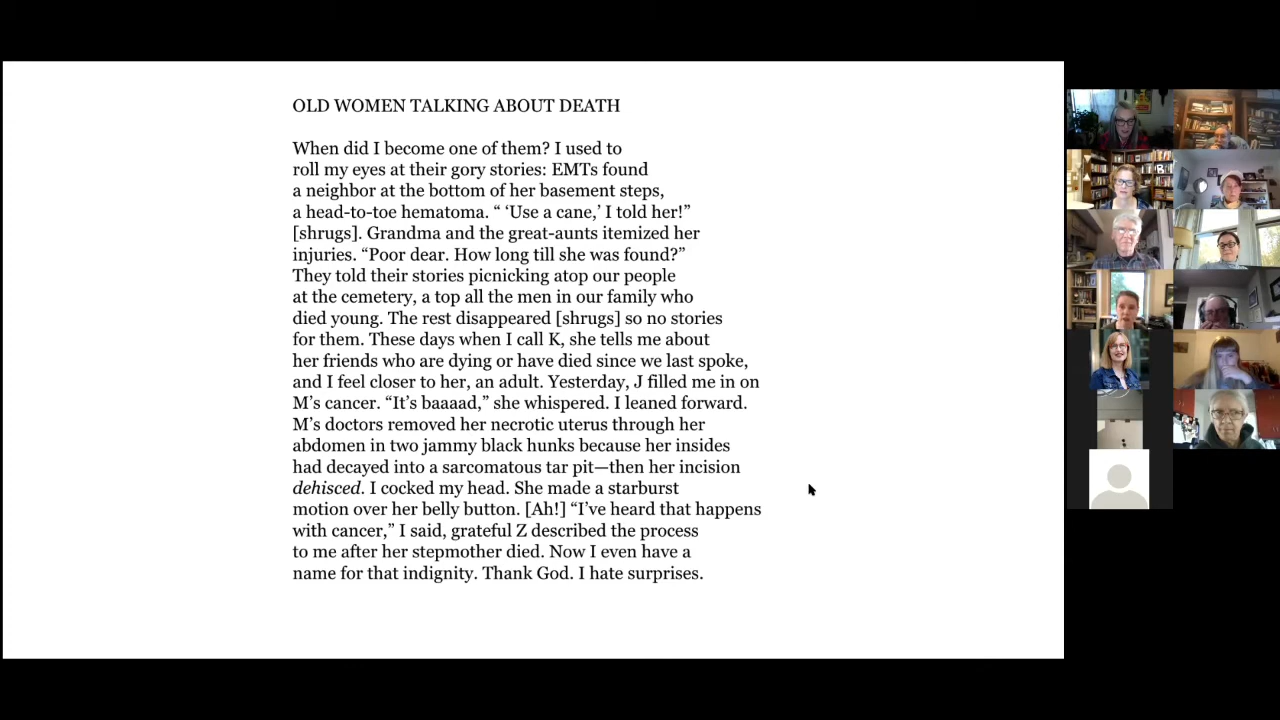 OLD WOMEN TALKING ABOUT DEATH
When did I become one of them? I used to
roll my eyes at their gory stories: EMTs found
a neighbor at the bottom of her basement steps,
a head-to-toe hematoma. “ ‘Use a cane,’ I told her!”
[shrugs]. Grandma and the great-aunts itemized her
injuries. “Poor dear. How long till she was found?”
They told their stories picnicking atop our people
at the cemetery, a top all the men in our family who
died young. The rest disappeared [shrugs] so no stories
for them. These days when I call K, she tells me about
her friends who are dying or have died since we last spoke,
and I feel closer to her, an adult. Yesterday, J filled me in on
M’s cancer. “It’s baaaad,” she whispered. I leaned forward.
M’s doctors removed her necrotic uterus through her
abdomen in two jammy black hunks because her insides
had decayed into a sarcomatous tar pit—then her incision
dehisced. I cocked my head. She made a starburst
motion over her belly button. [Ah!] “I’ve heard that happens
with cancer,” I said, grateful Z described the process
to me after her stepmother died. Now I even have a
name for that indignity. Thank God. I hate surprises.